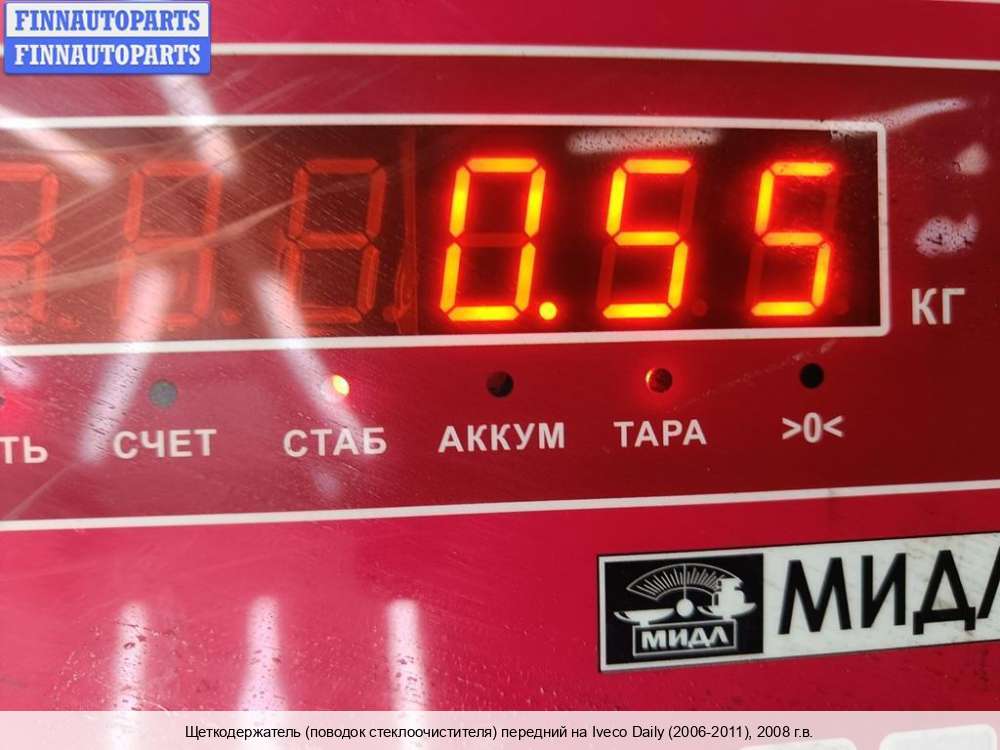 FINNAUTOPARTS
FINNAUTOPARTS
0.55
КГ
ТЬ СЧЕТ СТАБ АККУМ ТАРА >0<
МИДЛ МИДЛ
Щеткодержатель (поводок стеклоочистителя) передний на Iveco Daily (2006-2011), 2008 г.в.